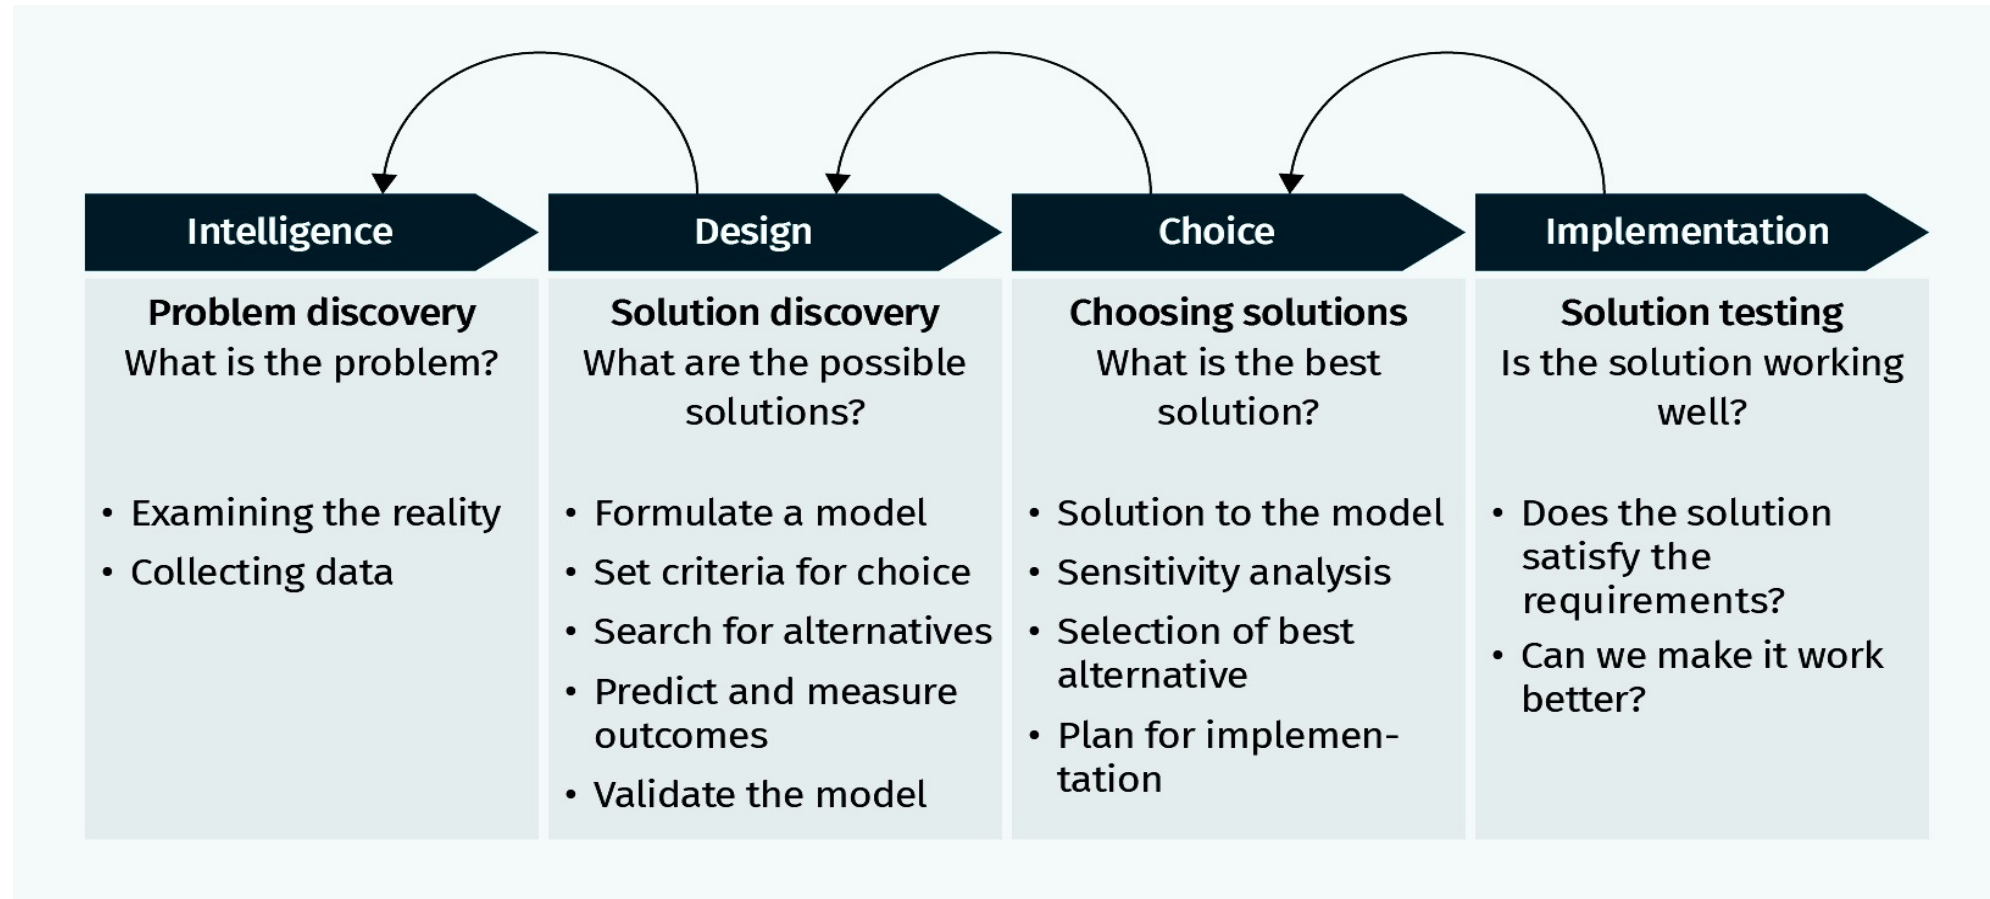 Intelligence
Design
Choice
Implementation
Problem discovery
What is the problem?
• Examining the reality
• Collecting data
Solution discovery
What are the possible
solutions?
• Formulate a model
• Set criteria for choice
• Search for alternatives
• Predict and measure
outcomes
• Validate the model
Choosing solutions
What is the best
solution?
• Solution to the model
• Sensitivity analysis
• Selection of best
alternative
• Plan for implemen-
tation
Solution testing
Is the solution working
well?
• Does the solution
satisfy the
requirements?
• Can we make it work
better?